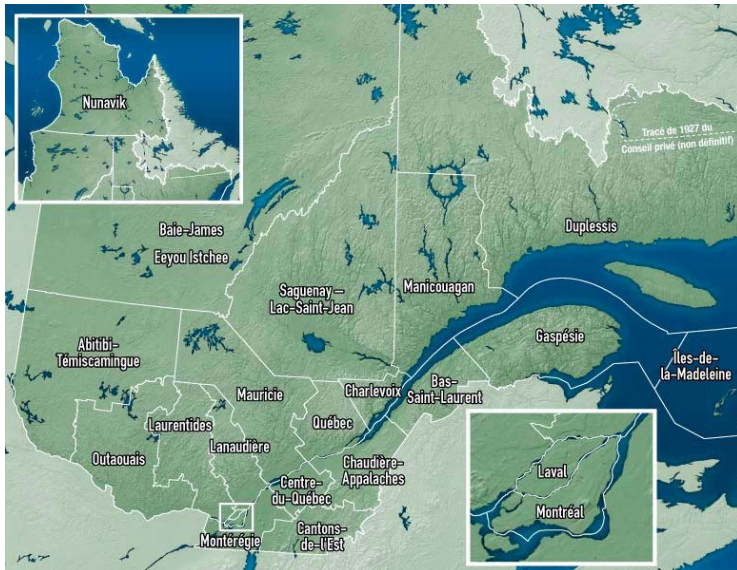 Nunavik
Tracé de 1927 du
Conseil privé (non définitif)
Baie-James
Eeyou Istchee
Duplessis
Saguenay –
Lac-Saint-Jean
Manicouagan
Abitibi-
Témiscamingue
Gaspésie
Îles-de-
la-Madeleine
Mauricie
Charlevoix
Bas-
Saint-Laurent
Laurentides
Québec
Lanaudière
Outaouais
Chaudière-
Appalaches
Centre-
du-Québec
Laval
Montréal
Montérégie
Cantons-
de-l'Est